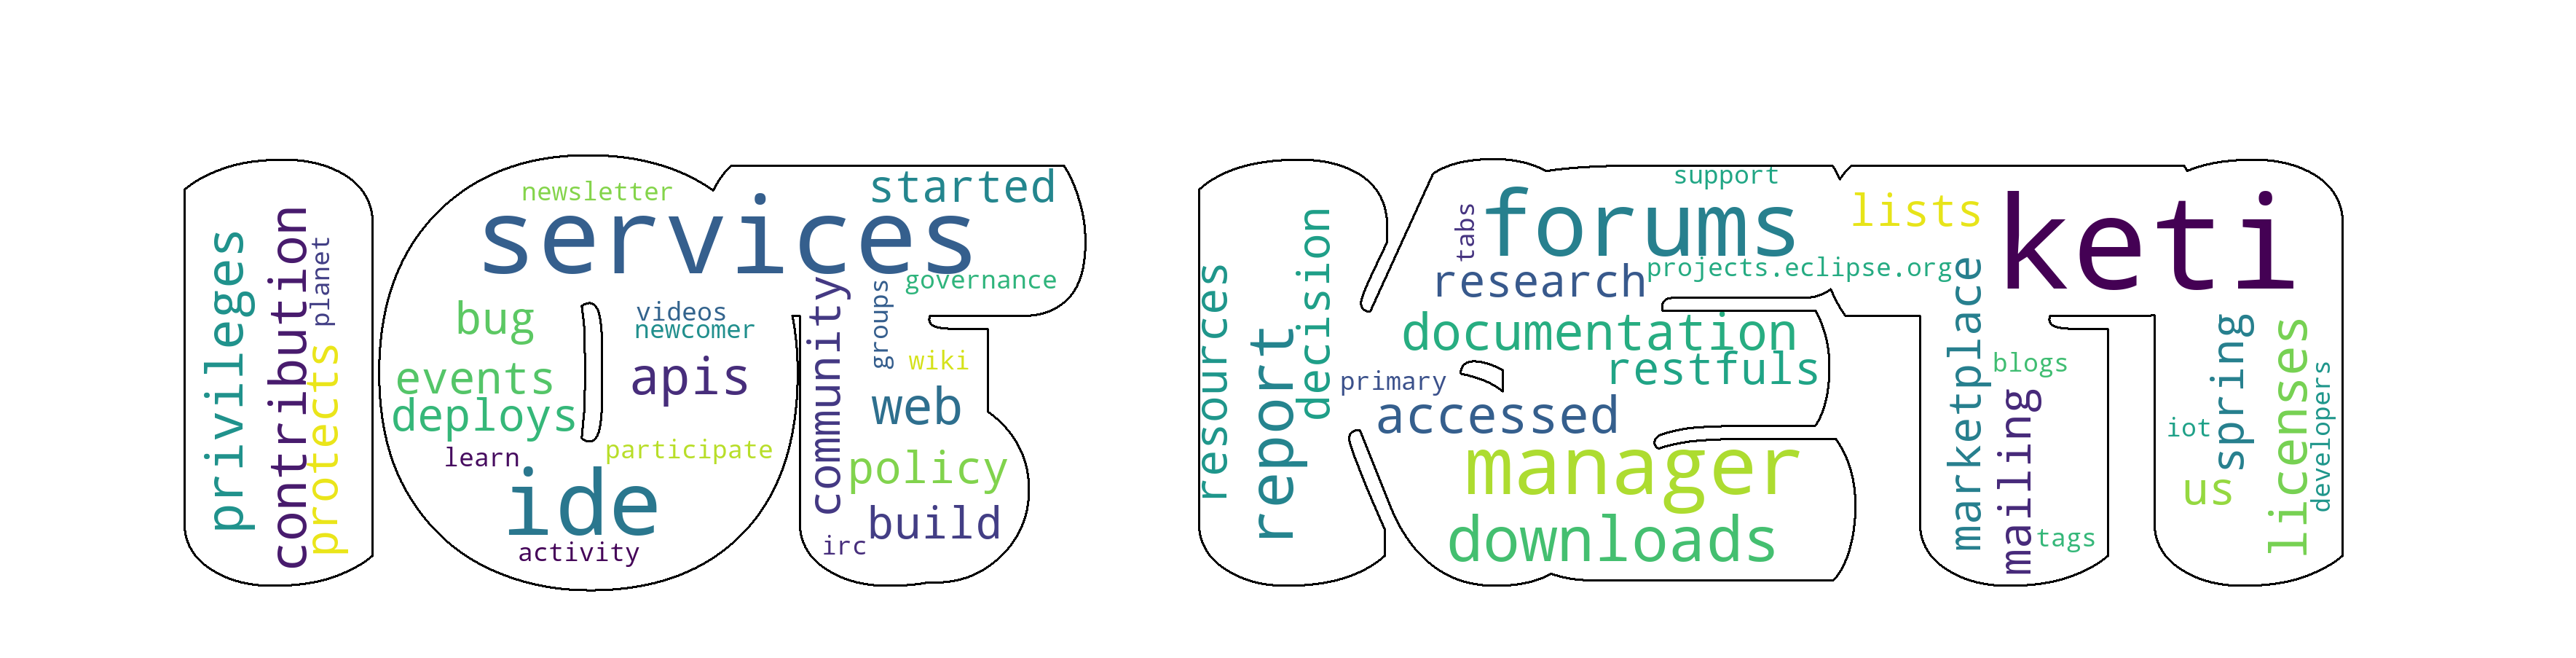 privileges
contribution
protects
planet
newsletter
services
started
governance
bug
videos
newcomer
events
apis
deploys
learn
participate
ide
activity
community
groups
wiki
web
policy
build
irc
resources
report
decision
tabs
forums
support
research
projects.eclipse.org
documentation
restfuls
primary
accessed
manager
downloads
lists
keti
marketplace
mailing
blogs
tags
iot
spring
us
licenses
developers